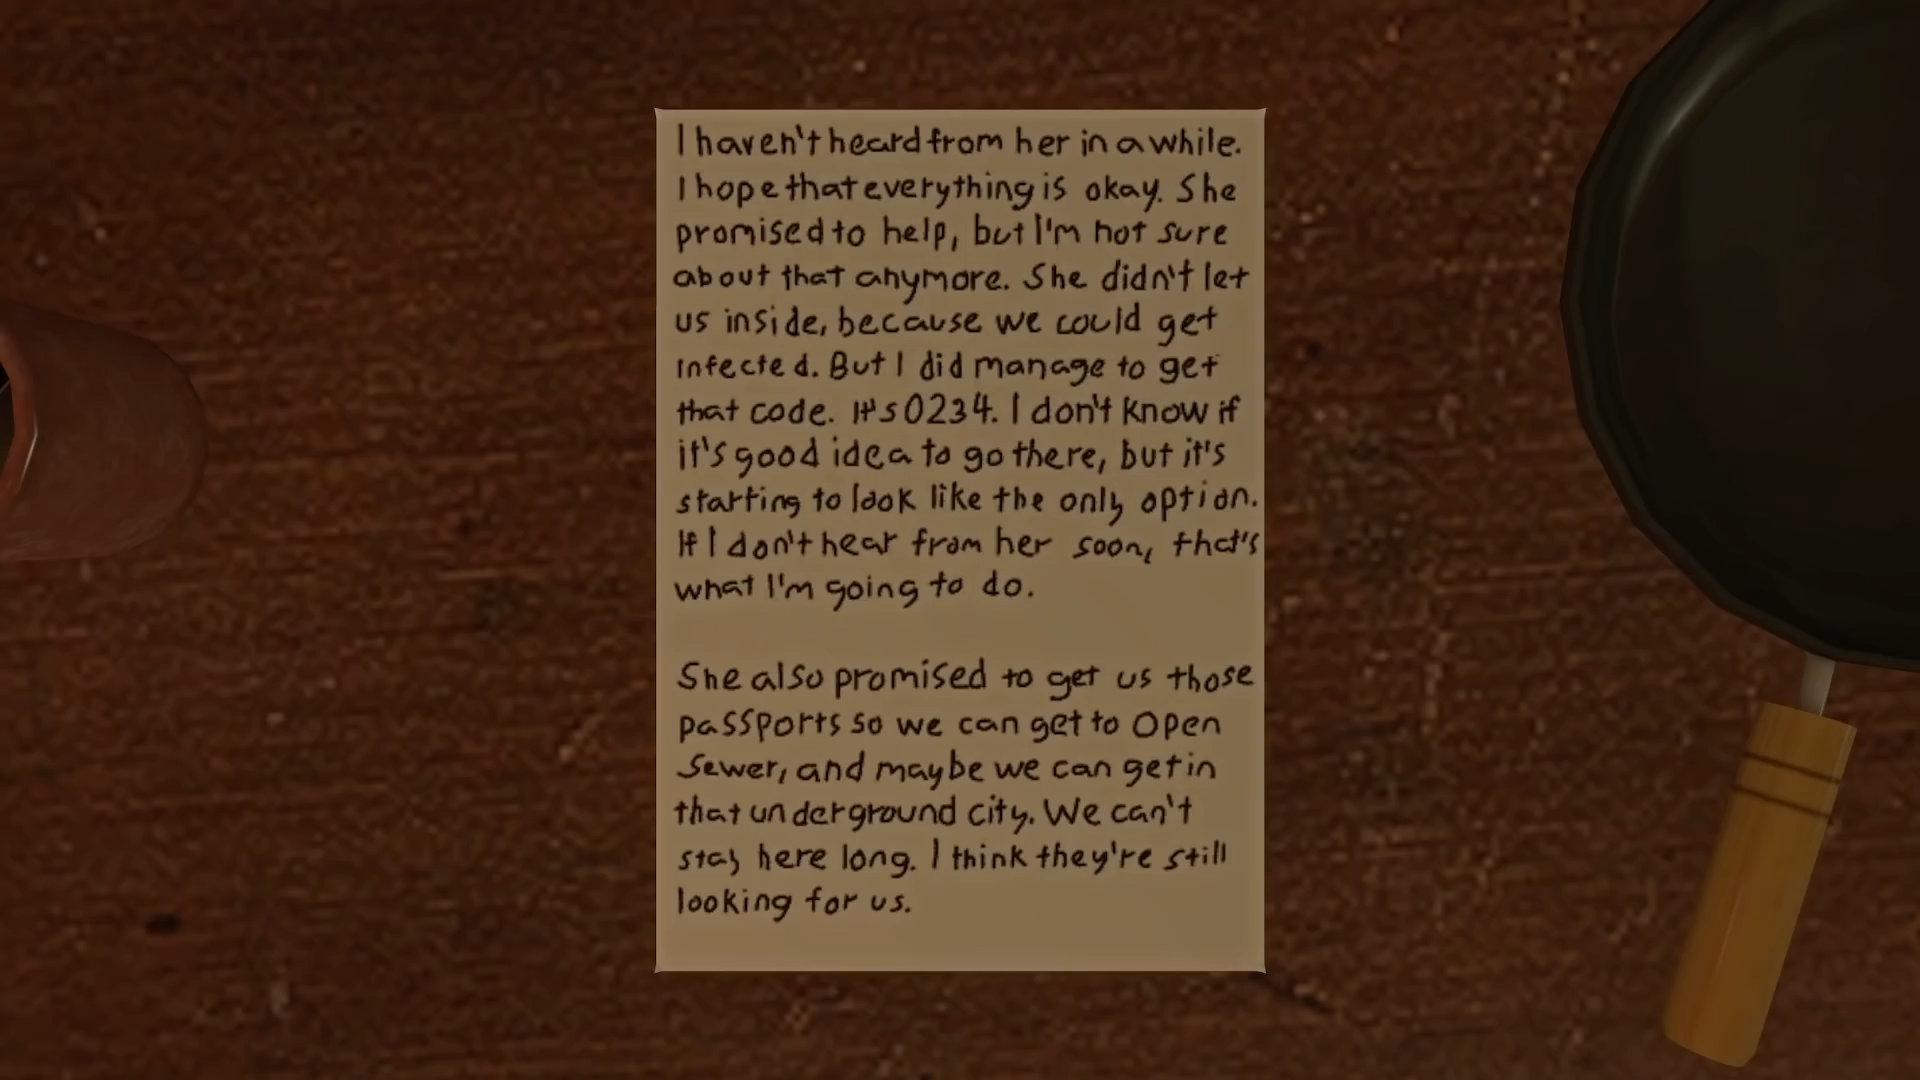 I haven't heard from her in a while.
I hope that everything is okay. She
promised to help, but I'm not sure
about that anymore. She didn't let
us inside, because we could get
infected. But I did manage to get
that code. It's 0234. I don't know if
it's good idea to go there, but it's
starting to look like the only option.
If I don't hear from her soon, that's
what I'm going to do.
She also promised to get us those
passports so we can get to Open
Sewer, and maybe we can get in
that underground city. We can't
stay here long. I think they're still
looking for us.